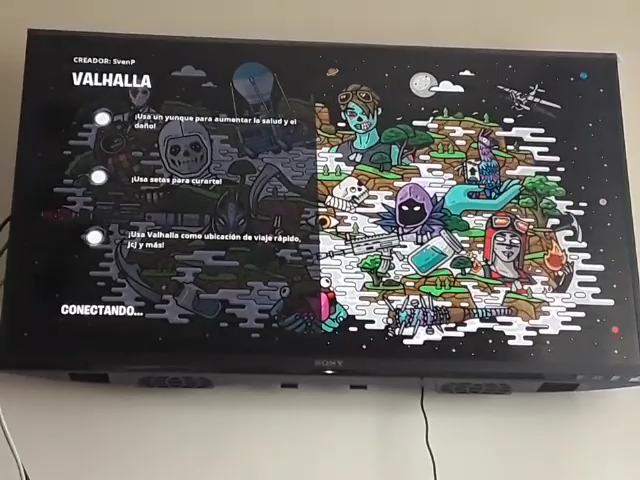 CREADOR: SvenP
VALHALLA
¡Usa un yunque para aumentar la salud y el
daño!
¡Usa setas para curarte!
¡Usa Valhalla como ubicación de viaje rápido,
JcJ y más!
CONECTANDO...
SONY